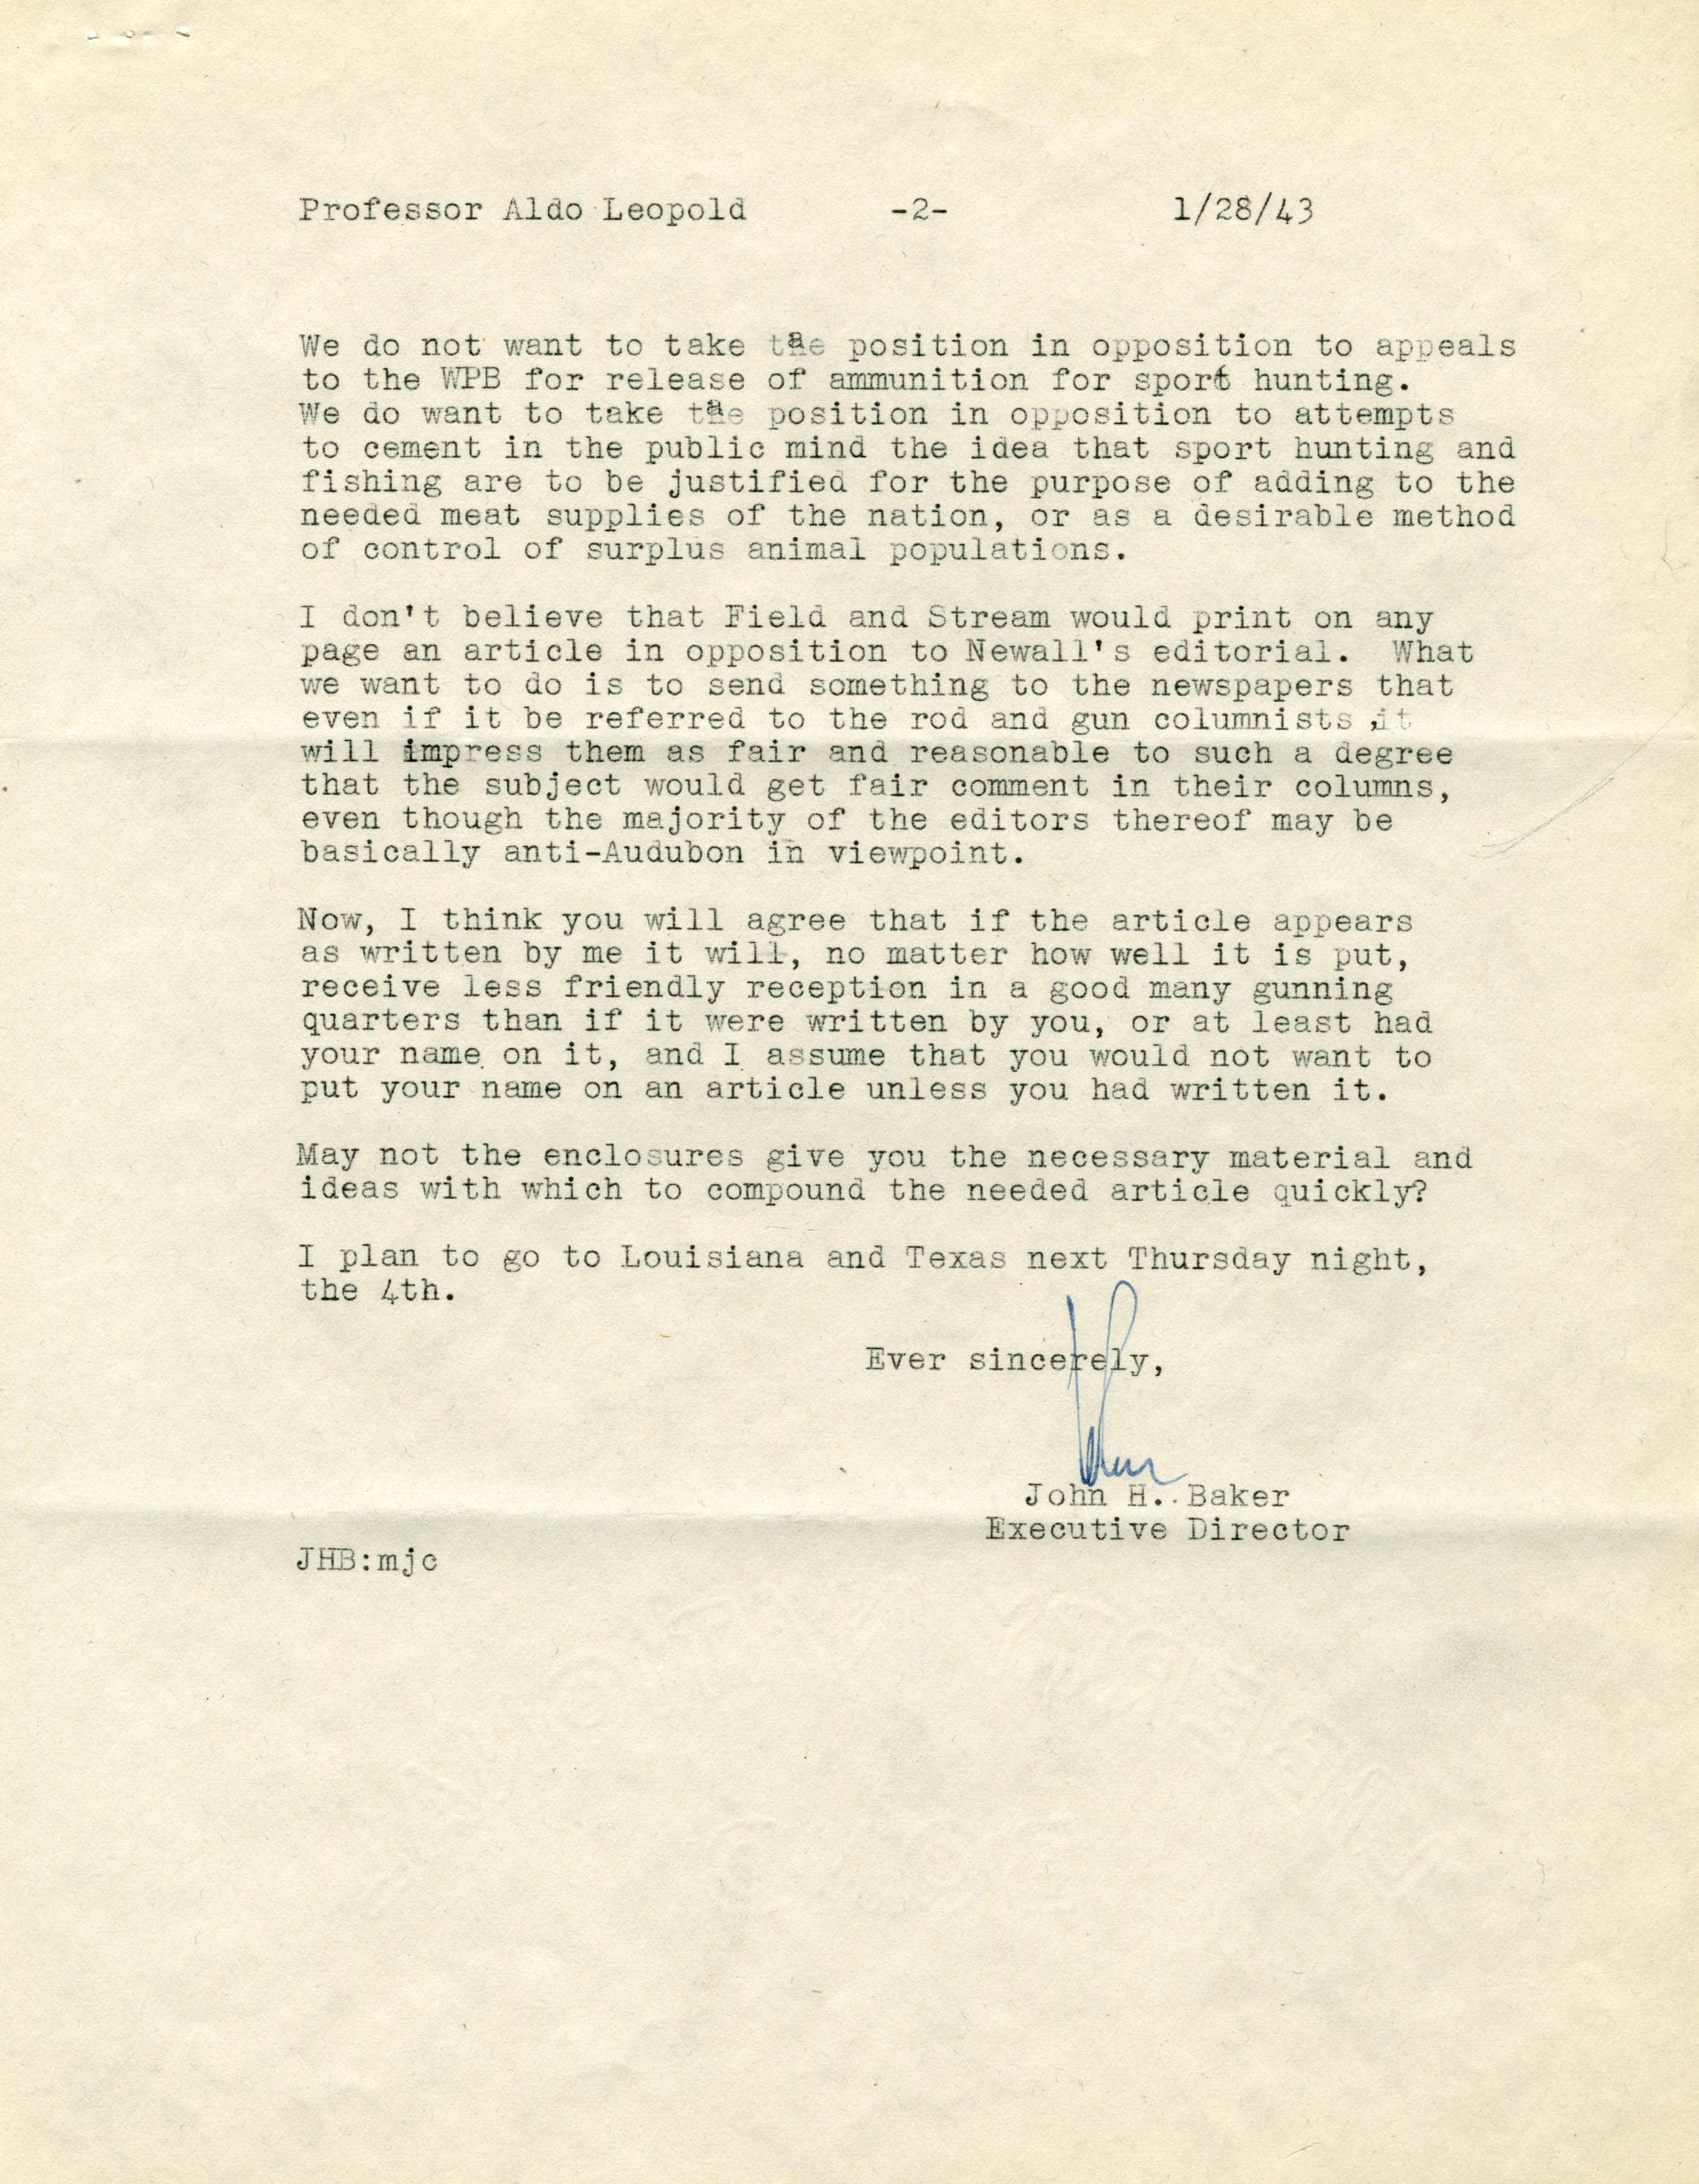 Professor Aldo Leopold -2- 1/28/43
We do not want to take a position in opposition to appeals
to the WPB for release of ammunition for sport hunting.
We do want to take a position in opposition to attempts
to cement in the public mind the idea that sport hunting and
fishing are to be justified for the purpose of adding to the
needed meat supplies of the nation, or as a desirable method
of control of surplus animal populations.
I don't believe that Field and Stream would print on any
page an article in opposition to Newall's editorial. What
we want to do is to send something to the newspapers that
even if it be referred to the rod and gun columnists ,it
will impress them as fair and reasonable to such a degree
that the subject would get fair comment in their columns,
even though the majority of the editors thereof may be
basically anti-Audubon in viewpoint.
Now, I think you will agree that if the article appears
as written by me it will, no matter how well it is put,
receive less friendly reception in a good many gunning
quarters than if it were written by you, or at least had
your name on it, and I assume that you would not want to
put your name on an article unless you had written it.
May not the enclosures give you the necessary material and
ideas with which to compound the needed article quickly?
I plan to go to Louisiana and Texas next Thursday night,
the 4th.
Ever sincerely,
John H. Baker
Executive Director
JHB:mjc